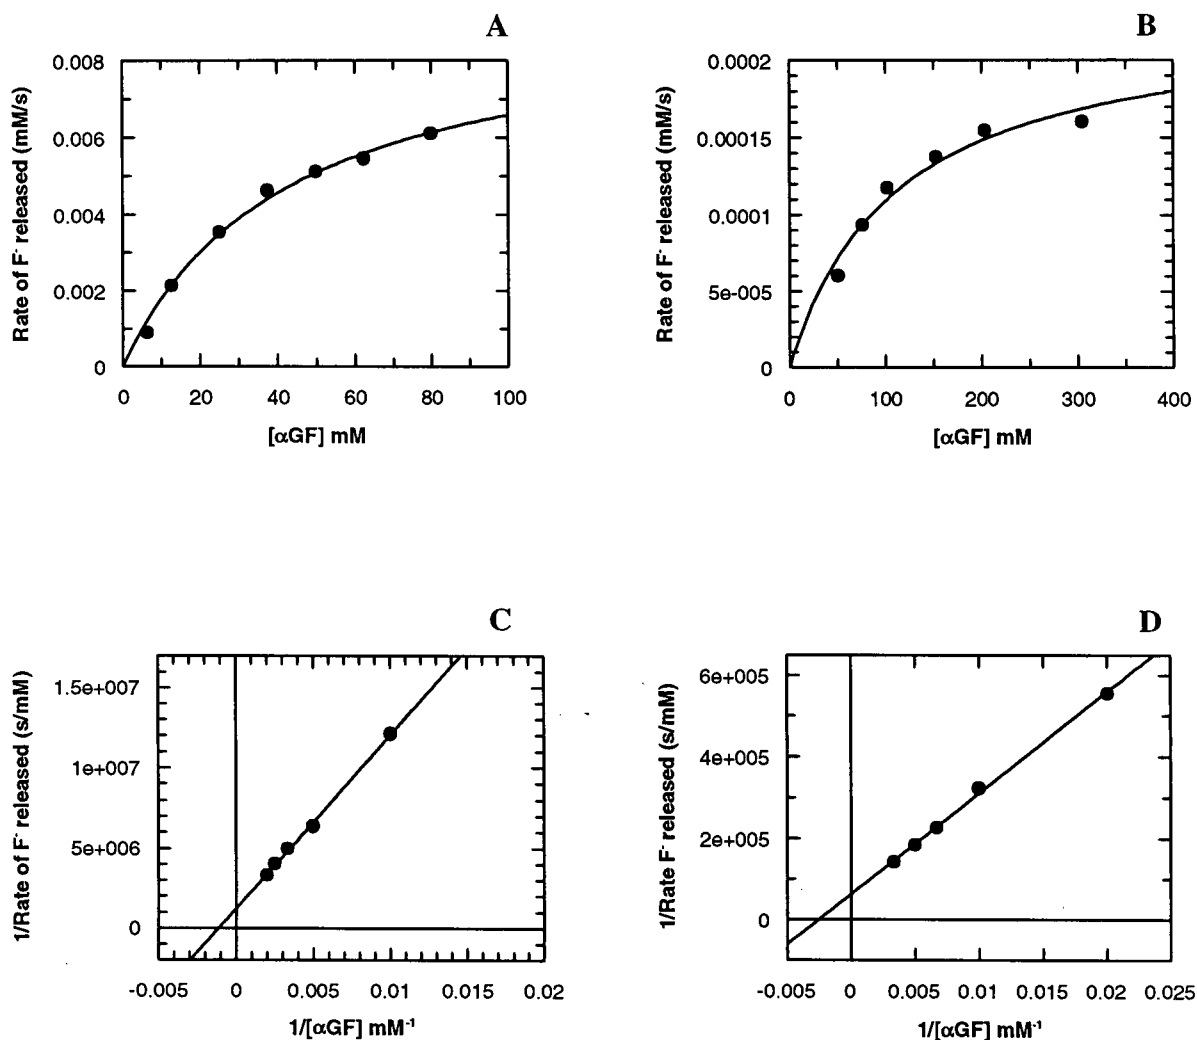 A
Rate of F- released (mM/s)
0.008
0.006
0.004
0.002
0
0 20 40 60 80 100
[αGF] mM
B
Rate of F- released (mM/s)
0.0002
0.00015
0.0001
5e-005
0
0 100 200 300 400
[αGF] mM
C
1/Rate of F- released (s/mM)
1.5e+007
1e+007
5e+006
0
-0.005 0 0.005 0.01 0.015 0.02
1/[αGF] mM-1
D
1/Rate F- released (s/mM)
6e+005
4e+005
2e+005
0
-0.005 0 0.005 0.01 0.015 0.02 0.025
1/[αGF] mM-1